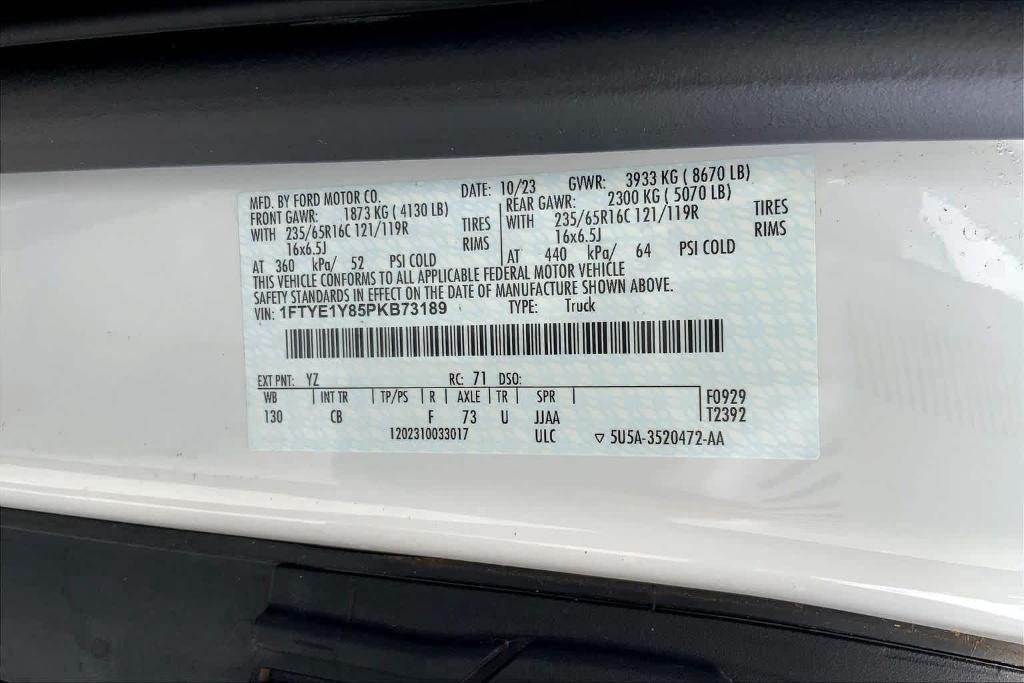 MFD. BY FORD MOTOR CO. DATE: 10/23 GVWR: 3933 KG ( 8670 LB)
FRONT GAWR: 1873 KG ( 4130 LB) REAR GAWR: 2300 KG ( 5070 LB)
WITH 235/65R16C 121/119R TIRES WITH 235/65R16C 121/119R TIRES
16x6.5J RIMS 16x6.5J RIMS
AT 360 kPa/ 52 PSI COLD AT 440 kPa/ 64 PSI COLD
THIS VEHICLE CONFORMS TO ALL APPLICABLE FEDERAL MOTOR VEHICLE
SAFETY STANDARDS IN EFFECT ON THE DATE OF MANUFACTURE SHOWN ABOVE.
VIN: 1FTYE1Y85PKB73189 TYPE: Truck
EXT PNT: YZ RC: 71 DSO:
WB INT TR TP/PS R AXLE TR SPR F0929
130 CB F 73 U JJAA T2392
1202310033017 ULC ▽ 5U5A-3520472-AA